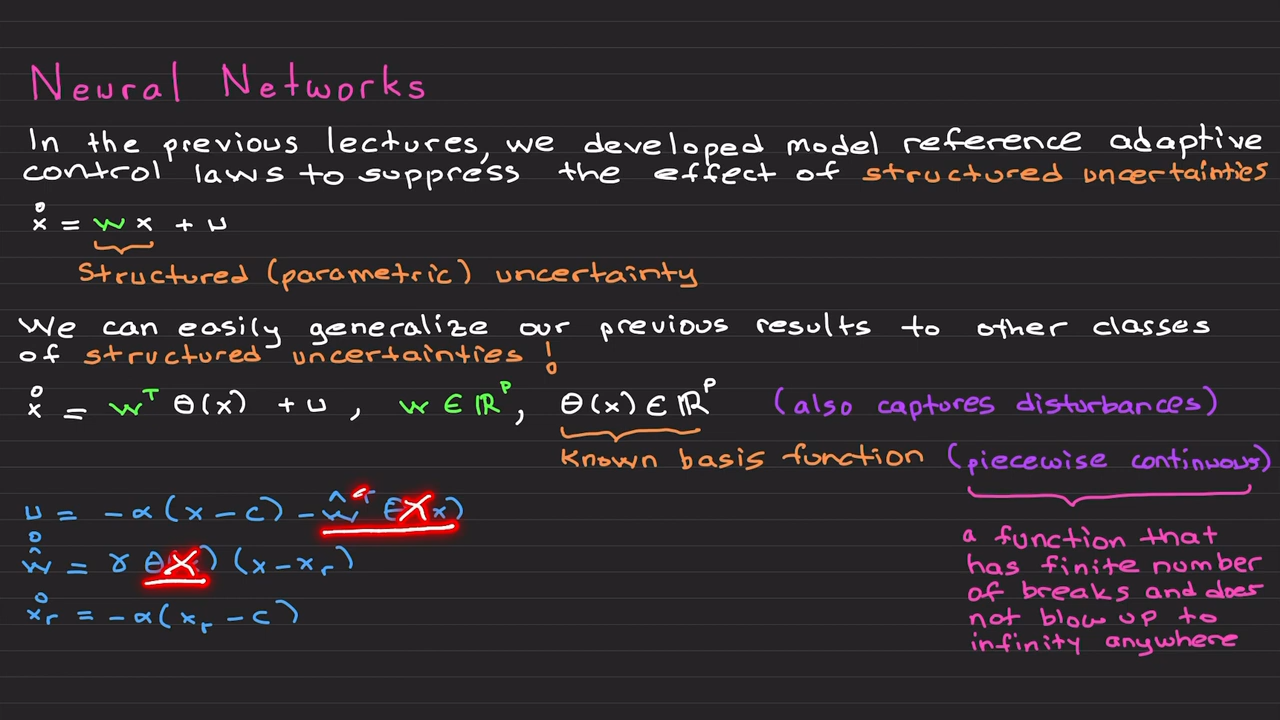 Neural Networks
In the previous lectures, we developed model reference adaptive
control laws to suppress the effect of structured uncertainties
ẋ = w x + u
Structured (parametric) uncertainty
We can easily generalize our previous results to other classes
of structured uncertainties !
ẋ = wᵀ θ(x) + u , w ∈ ℝᵖ, θ(x) ∈ ℝᵖ (also captures disturbances)
Known basis function (piecewise continuous)
u = -α(x-c) - ŵᵀ x)
ŵ̇ = γ θ ) (x-xᵣ)
ẋᵣ = -α(xᵣ-c)
a function that
has finite number
of breaks and does
not blow up to
infinity anywhere